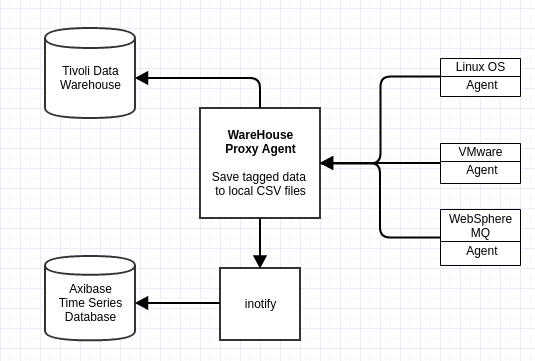 Tivoli Data
Warehouse
WareHouse
Proxy Agent
Save tagged data
to local CSV files
Linux OS
Agent
VMware
Agent
WebSphere
MQ
Agent
Axibase
Time Series
Database
inotify